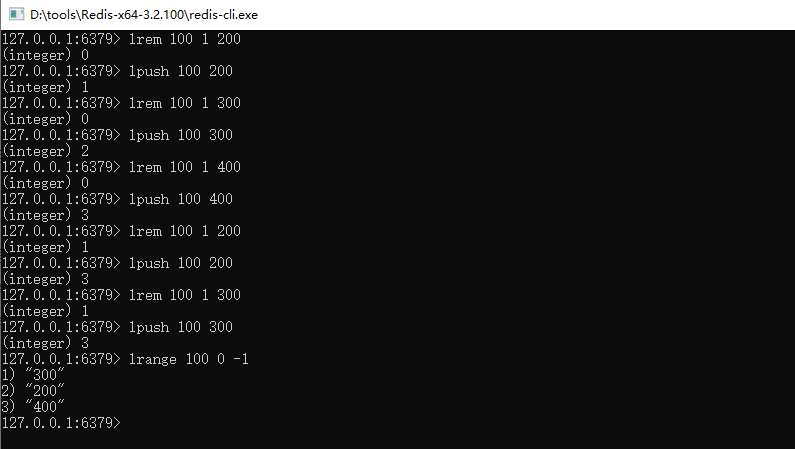 D:\tools\Redis-x64-3.2.100\redis-cli.exe
127.0.0.1:6379> lrem 100 1 200
(integer) 0
127.0.0.1:6379> lpush 100 200
(integer) 1
127.0.0.1:6379> lrem 100 1 300
(integer) 0
127.0.0.1:6379> lpush 100 300
(integer) 2
127.0.0.1:6379> lrem 100 1 400
(integer) 0
127.0.0.1:6379> lpush 100 400
(integer) 3
127.0.0.1:6379> lrem 100 1 200
(integer) 1
127.0.0.1:6379> lpush 100 200
(integer) 3
127.0.0.1:6379> lrem 100 1 300
(integer) 1
127.0.0.1:6379> lpush 100 300
(integer) 3
127.0.0.1:6379> lrange 100 0 -1
1) "300"
2) "200"
3) "400"
127.0.0.1:6379>